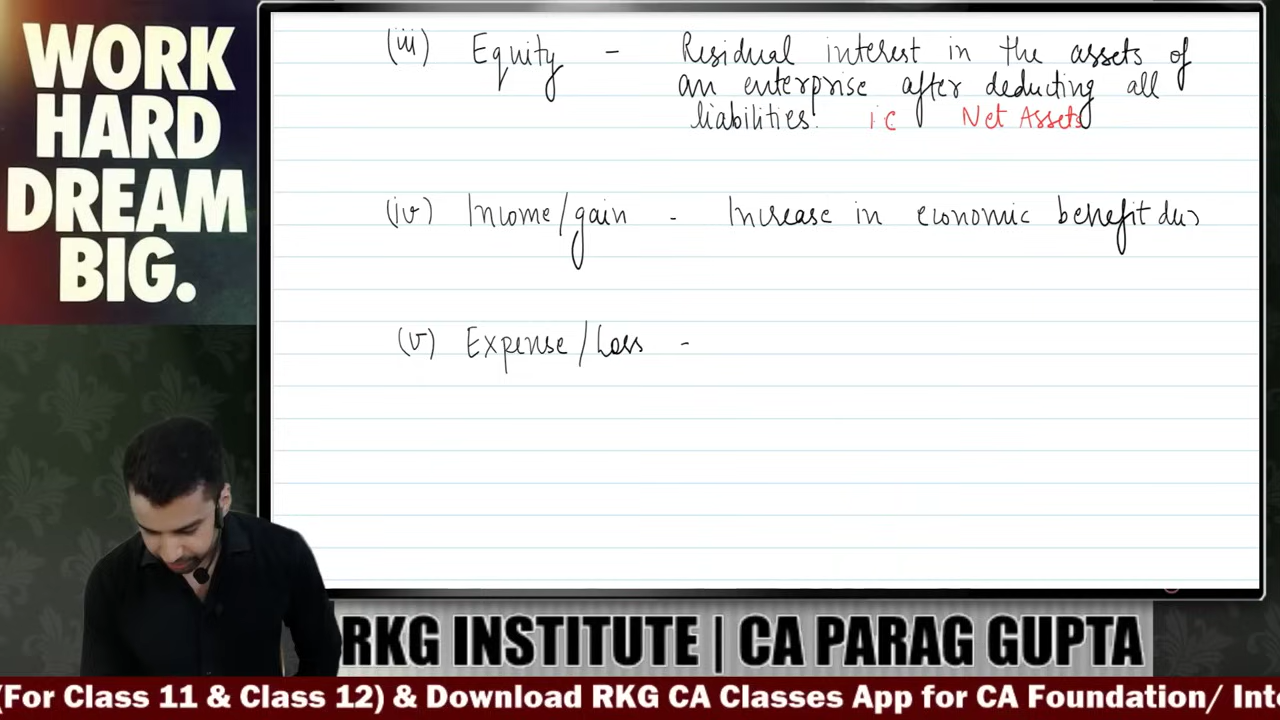 WORK
HARD
DREAM
BIG.
(iii) Equity - Residual interest in the assets of
an enterprise after deducting all
liabilities. ie Net Assets
(iv) Income/gain - Increase in economic benefit du
(v) Expense/Loss -
RKG INSTITUTE | CA PARAG GUPTA
(For Class 11 & Class 12) & Download RKG CA Classes App for CA Foundation/ Inte